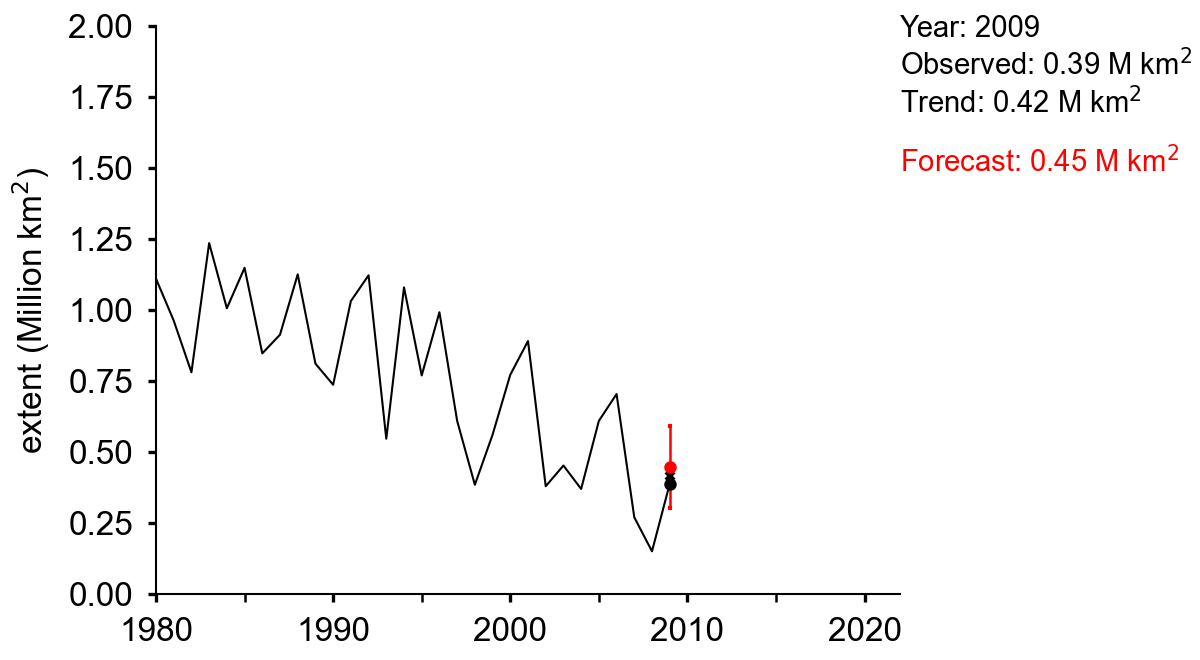 2.00
1.75
1.50
1.25
1.00
0.75
0.50
0.25
0.00
extent (Million km²)
1980
1990
2000
2010
2020
Year: 2009
Observed: 0.39 M km²
Trend: 0.42 M km²
Forecast: 0.45 M km²